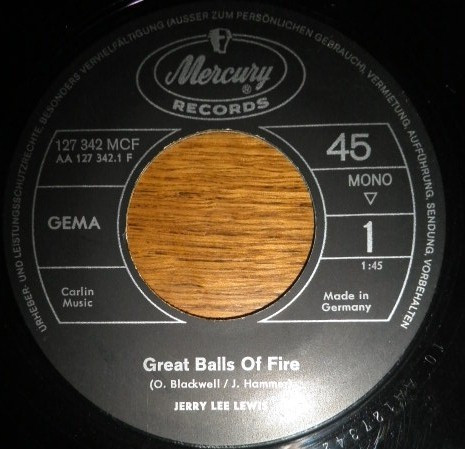 URHEBER- UND LEISTUNGSSCHUTZRECHTE BESONDERS VERVIELFÄLTIGUNG (AUSSER ZUM PERSÖNLICHEN GEBRAUCH), VERMIETUNG, AUFFÜHRUNG, SENDUNG, VORBEHALTEN
Mercury
®
RECORDS
127 342 MCF
AA 127 342.1 F
GEMA
Carlin
Music
45
MONO
1
1:45
Made in
Germany
Great Balls Of Fire
(O. Blackwell / J. Hammer)
JERRY LEE LEWIS